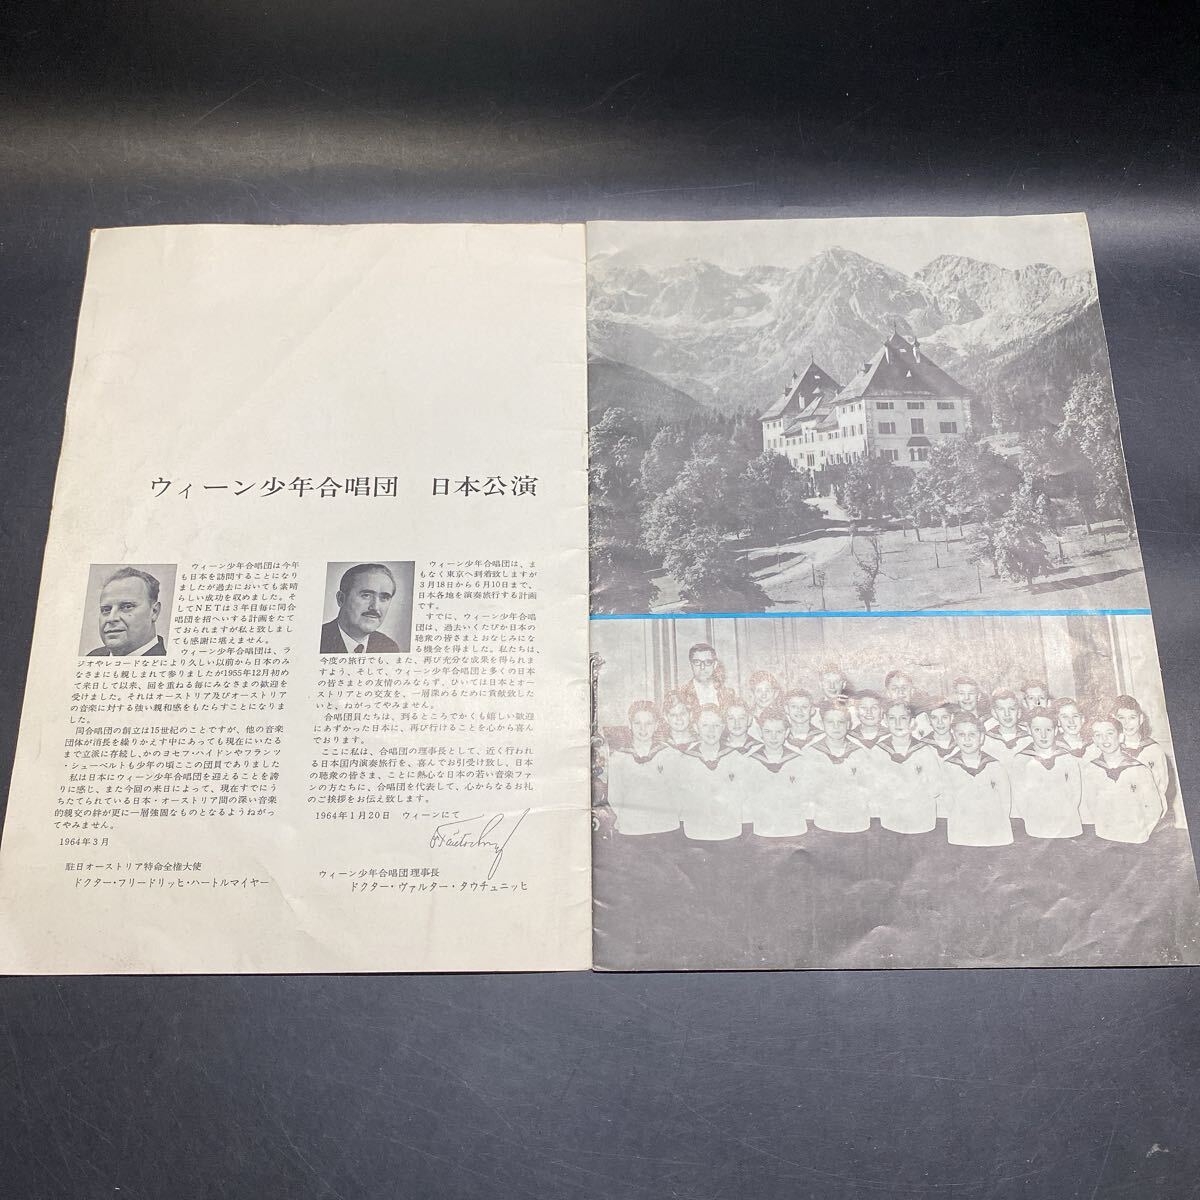 ウィーン少年合唱団　日本公演
ウィーン少年合唱団は今年
も日本を訪問することになり
ましたが過去においても素晴
らしい成功を収めました。そ
してNETは3年目毎に同合
唱団を招へいする計画をたて
ておられますが私と致しまし
ても感謝に堪えません。
ウィーン少年合唱団は、ラ
ジオやレコードなどにより久しい以前から日本のみ
なさまにも親しまれて参りましたが1955年12月初め
て来日して以来、回を重ねる毎にみなさまの歓迎を
受けました。それはオーストリア及びオーストリア
の音楽に対する強い親和感をもたらすことになりま
した。
同合唱団の創立は15世紀のことですが、他の音楽
団体が消長を繰りかえす中にあっても現在にいたる
まで立派に存続し、かのヨセフ・ハイドンやフランツ
・シューベルトも少年の頃ここの団員でありました
私は日本にウィーン少年合唱団を迎えることを誇
りに感じ、また今回の来日によって、現在すでにう
ちたてられている日本・オーストリア間の深い音楽
的親交の絆が更に一層強固なものとなるようねがっ
てやみません。
1964年3月
駐日オーストリア特命全権大使
ドクター・フリードリッヒ・ハートルマイヤー
ウィーン少年合唱団は、ま
もなく東京へ到着致しますが
3月18日から6月10日まで、
日本各地を演奏旅行する計画
です。
すでに、ウィーン少年合唱
団は、過去いくたびか日本の
聴衆の皆さまとおなじみにな
る機会を得ました。私たちは、
今度の旅行でも、また、再び充分な成果を得られま
すよう、そして、ウィーン少年合唱団と多くの日本
の皆さまとの友情のみならず、ひいては日本とオー
ストリアとの交友を、一層深めるために貢献致した
いと、ねがってやみません。
合唱団員たちは、到るところでかくも嬉しい歓迎
にあずかった日本に、再び行けることを心から喜ん
でおります。
ここに私は、合唱団の理事長として、近く行われ
る日本国内演奏旅行を、喜んでお引受け致し、日本
の聴衆の皆さま、ことに熱心な日本の若い音楽ファ
ンの方たちに、合唱団を代表して、心からなるお礼
のご挨拶をお伝え致します。
1964年1月20日　ウィーンにて
ウィーン少年合唱団理事長
ドクター・ヴァルター・タウチュニッヒ